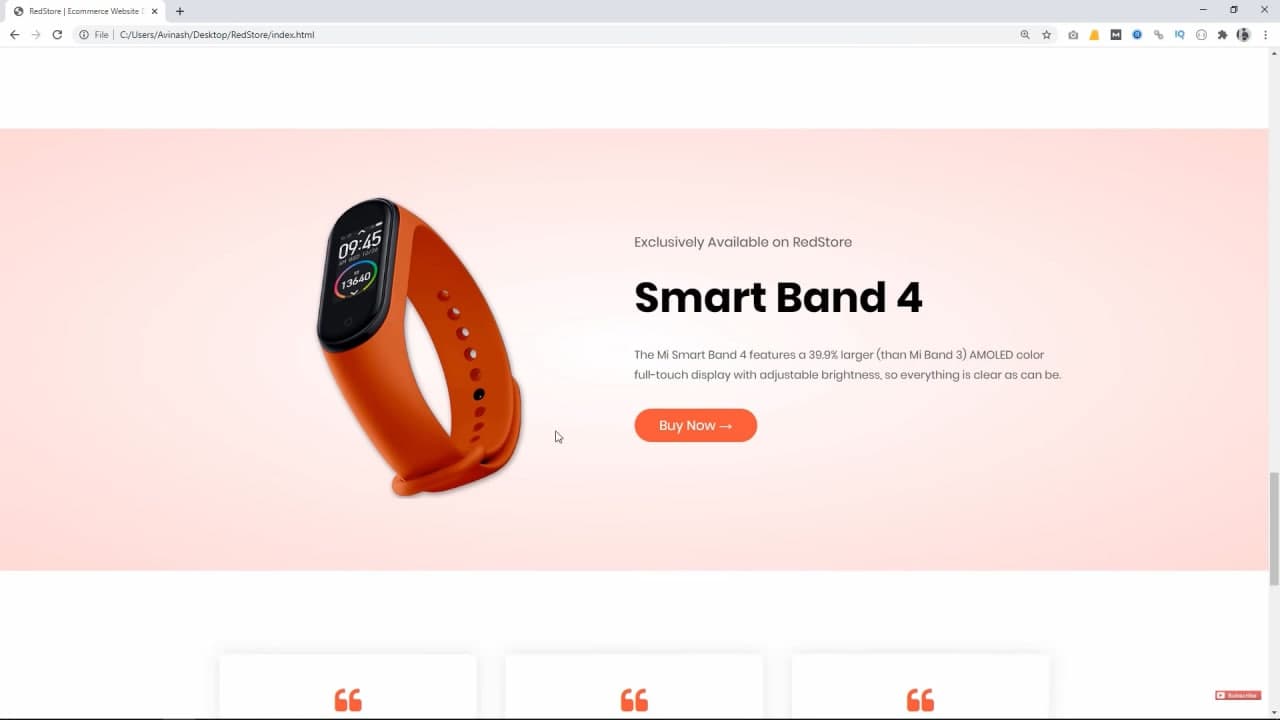 RedStore | Ecommerce Website
File
C:/Users/Avinash/Desktop/RedStore/index.html
IQ
09:45
13640
Exclusively Available on RedStore
Smart Band 4
The Mi Smart Band 4 features a 39.9% larger (than Mi Band 3) AMOLED color
full-touch display with adjustable brightness, so everything is clear as can be.
Buy Now →
Subscribe